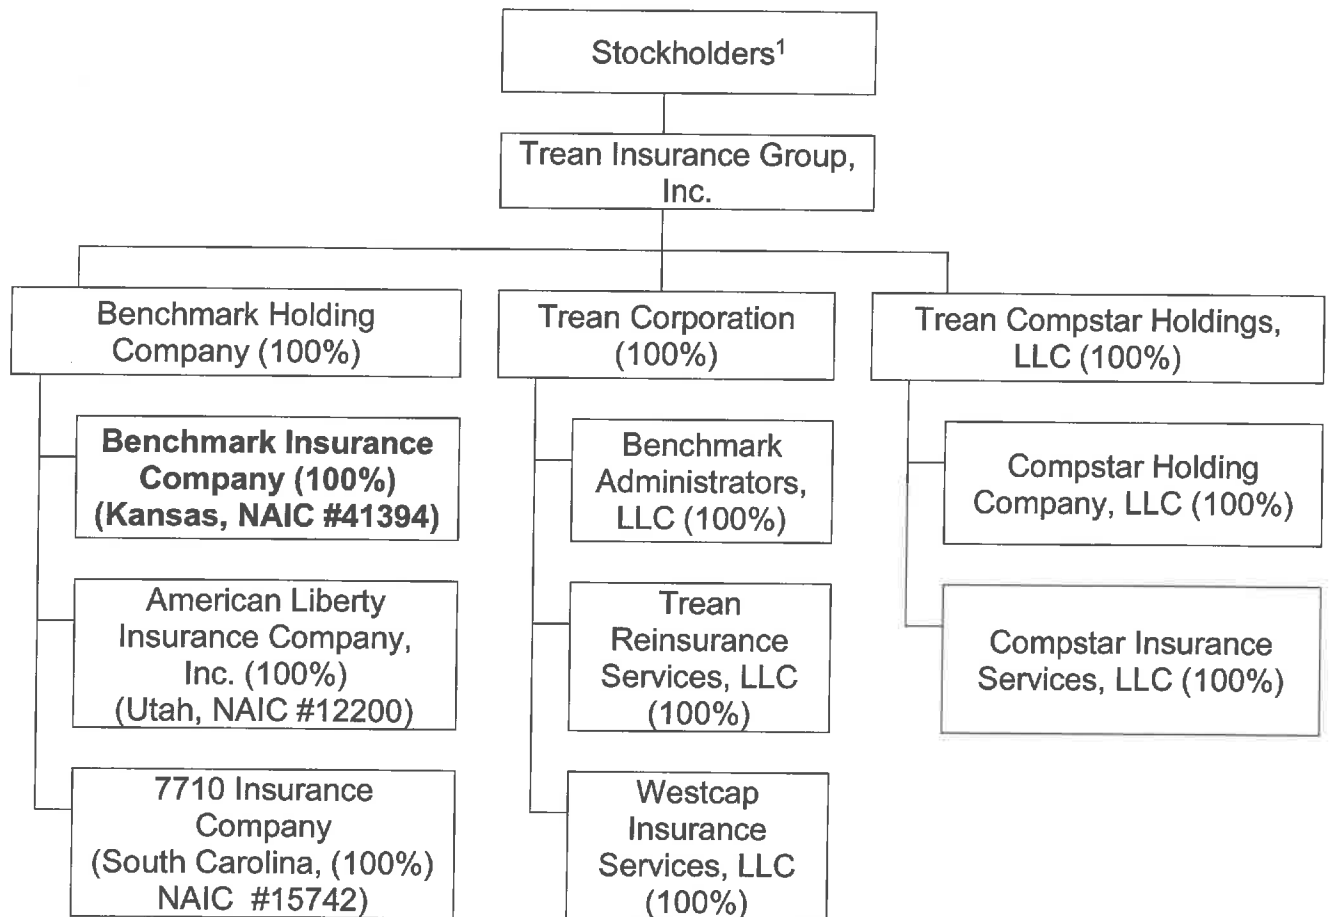 Stockholders¹
Trean Insurance Group,
Inc.
Benchmark Holding
Company (100%)
Trean Corporation
(100%)
Trean Compstar Holdings,
LLC (100%)
Benchmark Insurance
Company (100%)
(Kansas, NAIC #41394)
American Liberty
Insurance Company,
Inc. (100%)
(Utah, NAIC #12200)
7710 Insurance
Company
(South Carolina, (100%)
NAIC #15742)
Benchmark
Administrators,
LLC (100%)
Trean
Reinsurance
Services, LLC
(100%)
Westcap
Insurance
Services, LLC
(100%)
Compstar Holding
Company, LLC (100%)
Compstar Insurance
Services, LLC (100%)